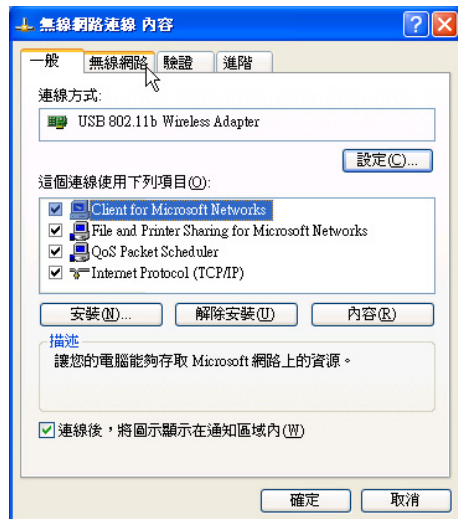 無線網路連線 內容
一般 無線網路 驗證 進階
連線方式:
USB 802.11b Wireless Adapter
設定(C)...
這個連線使用下列項目(O):
Client for Microsoft Networks
File and Printer Sharing for Microsoft Networks
QoS Packet Scheduler
Internet Protocol (TCP/IP)
安裝(N)... 解除安裝(U) 內容(R)
描述
讓您的電腦能夠存取 Microsoft 網路上的資源。
連線後，將圖示顯示在通知區域內(W)
確定 取消